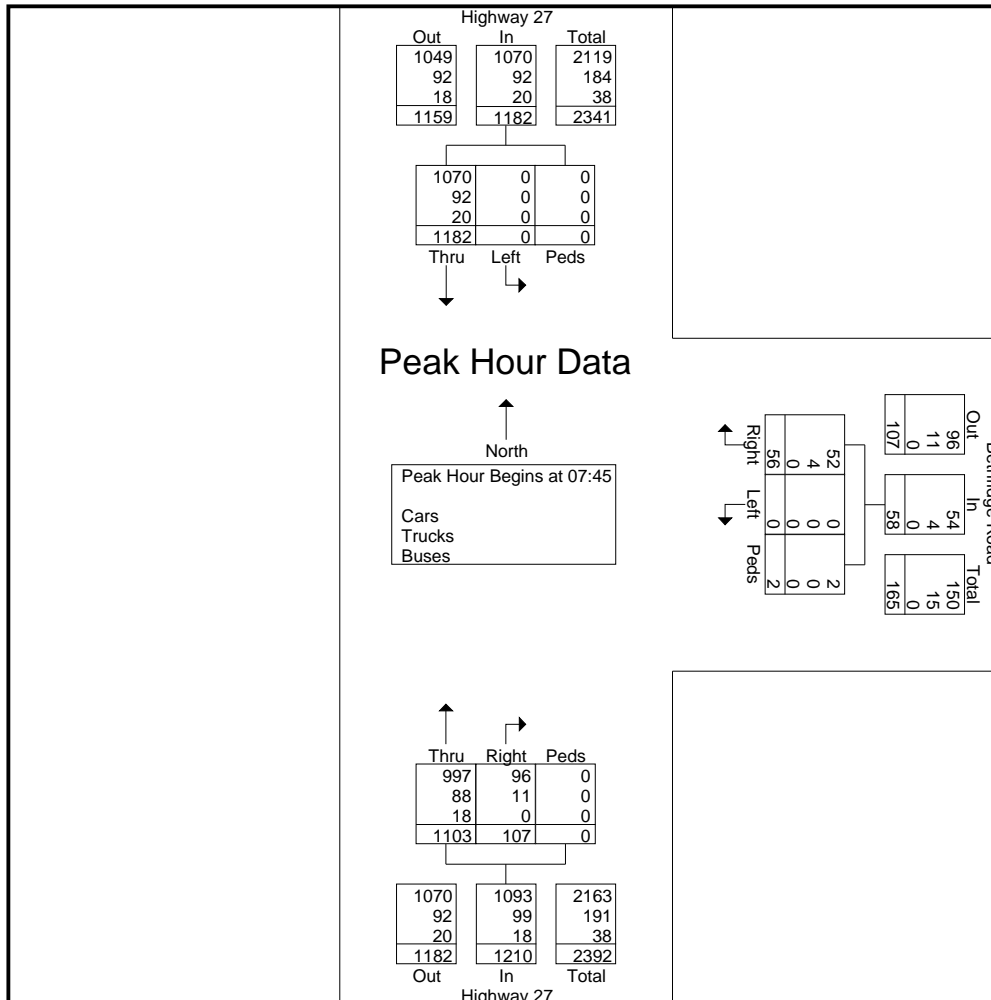 Highway 27
Out In Total
1049 1070 2119
92 92 184
18 20 38
1159 1182 2341
1070 0 0
92 0 0
20 0 0
1182 0 0
Thru Left Peds
Peak Hour Data
North
Peak Hour Begins at 07:45
Cars
Trucks
Buses
Road
Out In Total
96 54 150
11 4 15
0 0 0
107 58 165
52 0 2
4 0 0
0 0 0
56 0 2
Right Left Peds
Thru Right Peds
997 96 0
88 11 0
18 0 0
1103 107 0
1070 1093 2163
92 99 191
20 18 38
1182 1210 2392
Out In Total
Highway 27